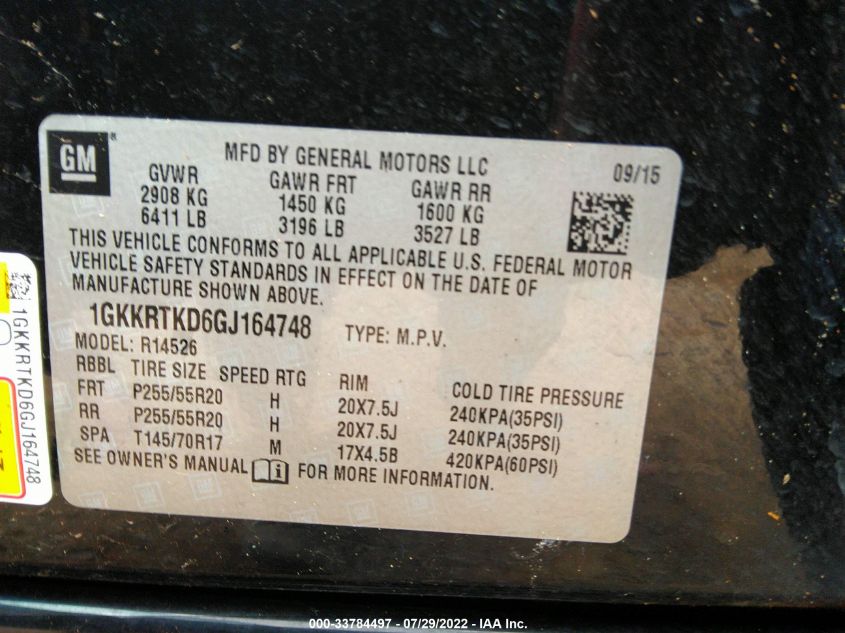 GM
MFD BY GENERAL MOTORS LLC
09/15
GVWR GAWR FRT GAWR RR
2908 KG 1450 KG 1600 KG
6411 LB 3196 LB 3527 LB
THIS VEHICLE CONFORMS TO ALL APPLICABLE U.S. FEDERAL MOTOR
VEHICLE SAFETY STANDARDS IN EFFECT ON THE DATE OF
MANUFACTURE SHOWN ABOVE.
1GKKRTKD6GJ164748 TYPE: M.P.V.
MODEL: R14526
RBBL TIRE SIZE SPEED RTG RIM COLD TIRE PRESSURE
FRT P255/55R20 H 20X7.5J 240KPA(35PSI)
RR P255/55R20 H 20X7.5J 240KPA(35PSI)
SPA T145/70R17 M 17X4.5B 420KPA(60PSI)
SEE OWNER'S MANUAL i FOR MORE INFORMATION.
1GKKRTKD6GJ164748
000-33784497 - 07/29/2022 - IAA Inc.